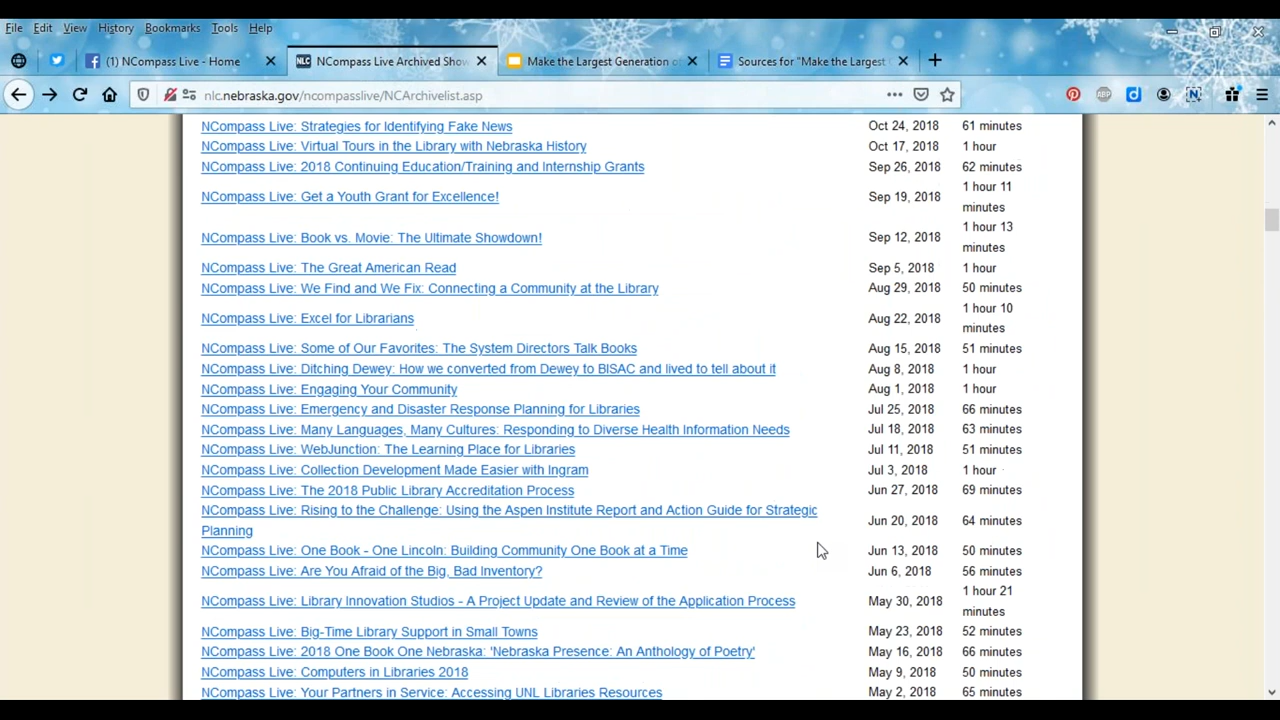 File Edit View History Bookmarks Tools Help
(1) NCompass Live - Home
NLC NCompass Live Archived Show
Make the Largest Generation o
Sources for "Make the Largest
nlc.nebraska.gov/ncompasslive/NCArchivelist.asp
NCompass Live: Strategies for Identifying Fake News Oct 24, 2018 61 minutes
NCompass Live: Virtual Tours in the Library with Nebraska History Oct 17, 2018 1 hour
NCompass Live: 2018 Continuing Education/Training and Internship Grants Sep 26, 2018 62 minutes
NCompass Live: Get a Youth Grant for Excellence! Sep 19, 2018 1 hour 11
minutes
NCompass Live: Book vs. Movie: The Ultimate Showdown! Sep 12, 2018 1 hour 13
minutes
NCompass Live: The Great American Read Sep 5, 2018 1 hour
NCompass Live: We Find and We Fix: Connecting a Community at the Library Aug 29, 2018 50 minutes
NCompass Live: Excel for Librarians Aug 22, 2018 1 hour 10
minutes
NCompass Live: Some of Our Favorites: The System Directors Talk Books Aug 15, 2018 51 minutes
NCompass Live: Ditching Dewey: How we converted from Dewey to BISAC and lived to tell about it Aug 8, 2018 1 hour
NCompass Live: Engaging Your Community Aug 1, 2018 1 hour
NCompass Live: Emergency and Disaster Response Planning for Libraries Jul 25, 2018 66 minutes
NCompass Live: Many Languages, Many Cultures: Responding to Diverse Health Information Needs Jul 18, 2018 63 minutes
NCompass Live: WebJunction: The Learning Place for Libraries Jul 11, 2018 51 minutes
NCompass Live: Collection Development Made Easier with Ingram Jul 3, 2018 1 hour
NCompass Live: The 2018 Public Library Accreditation Process Jun 27, 2018 69 minutes
NCompass Live: Rising to the Challenge: Using the Aspen Institute Report and Action Guide for Strategic
Planning Jun 20, 2018 64 minutes
NCompass Live: One Book - One Lincoln: Building Community One Book at a Time Jun 13, 2018 50 minutes
NCompass Live: Are You Afraid of the Big, Bad Inventory? Jun 6, 2018 56 minutes
NCompass Live: Library Innovation Studios - A Project Update and Review of the Application Process May 30, 2018 1 hour 21
minutes
NCompass Live: Big-Time Library Support in Small Towns May 23, 2018 52 minutes
NCompass Live: 2018 One Book One Nebraska: 'Nebraska Presence: An Anthology of Poetry' May 16, 2018 66 minutes
NCompass Live: Computers in Libraries 2018 May 9, 2018 50 minutes
NCompass Live: Your Partners in Service: Accessing UNL Libraries Resources May 2, 2018 65 minutes